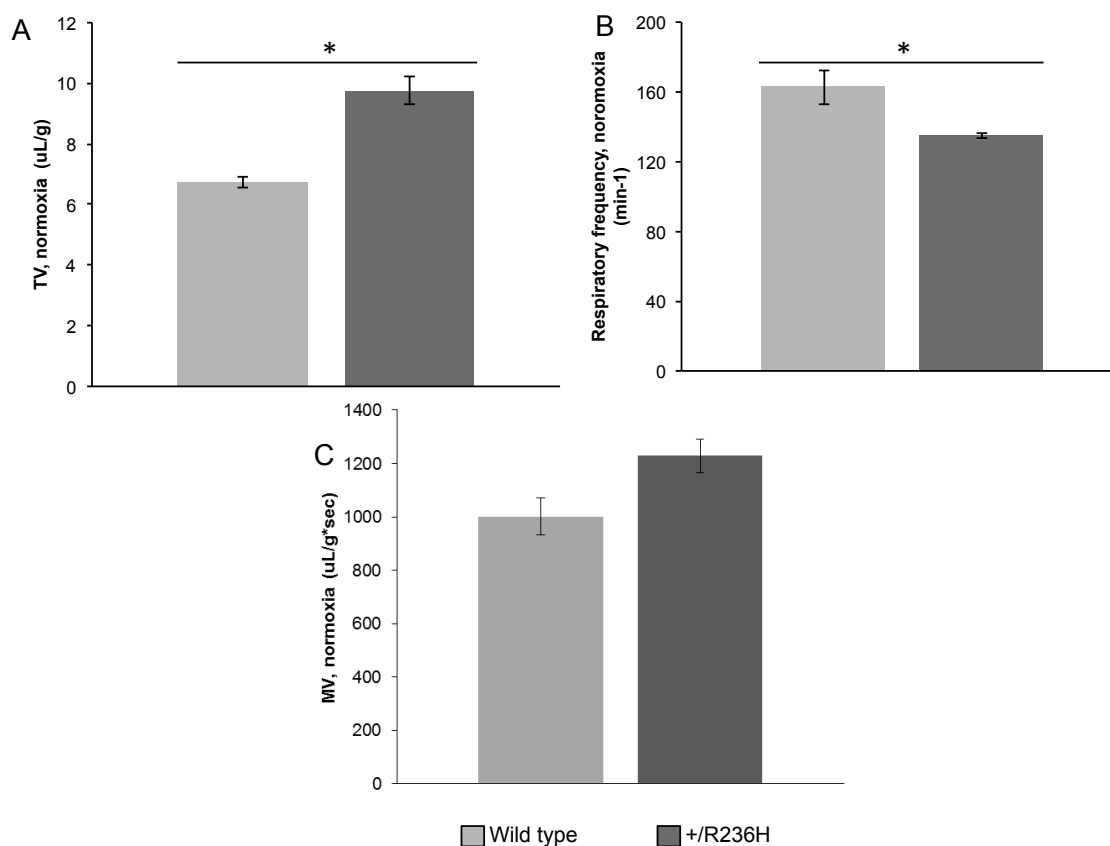 A
TV, normoxia (uL/g)
12
10
8
6
4
2
0
*
B
Respiratory frequency, noromoxia
(min-1)
200
160
120
80
40
0
*
C
MV, normoxia (uL/g*sec)
1400
1200
1000
800
600
400
200
0
Wild type
+/R236H